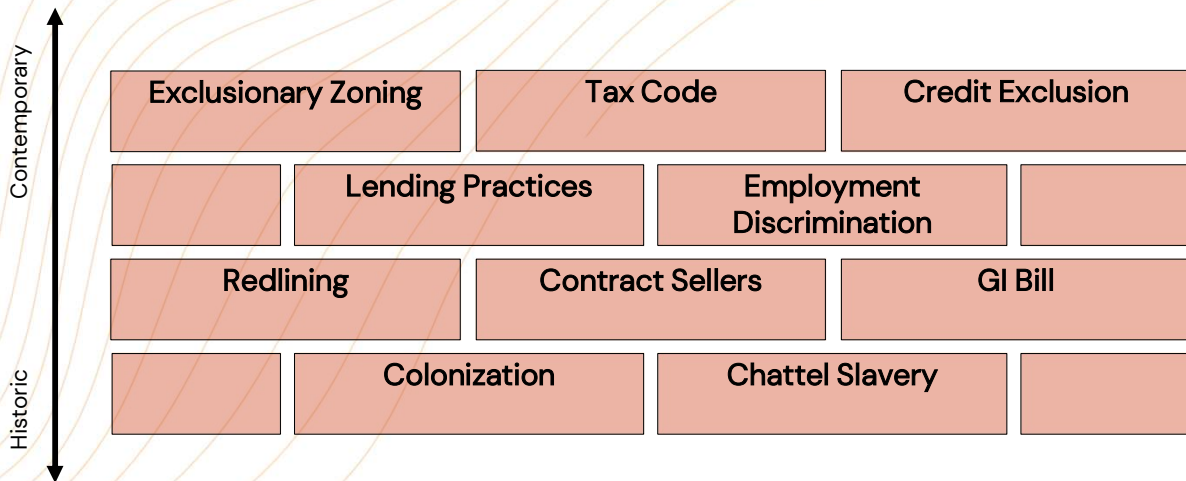 Contemporary
Exclusionary Zoning
Tax Code
Credit Exclusion
Lending Practices
Employment
Discrimination
Redlining
Contract Sellers
GI Bill
Historic
Colonization
Chattel Slavery